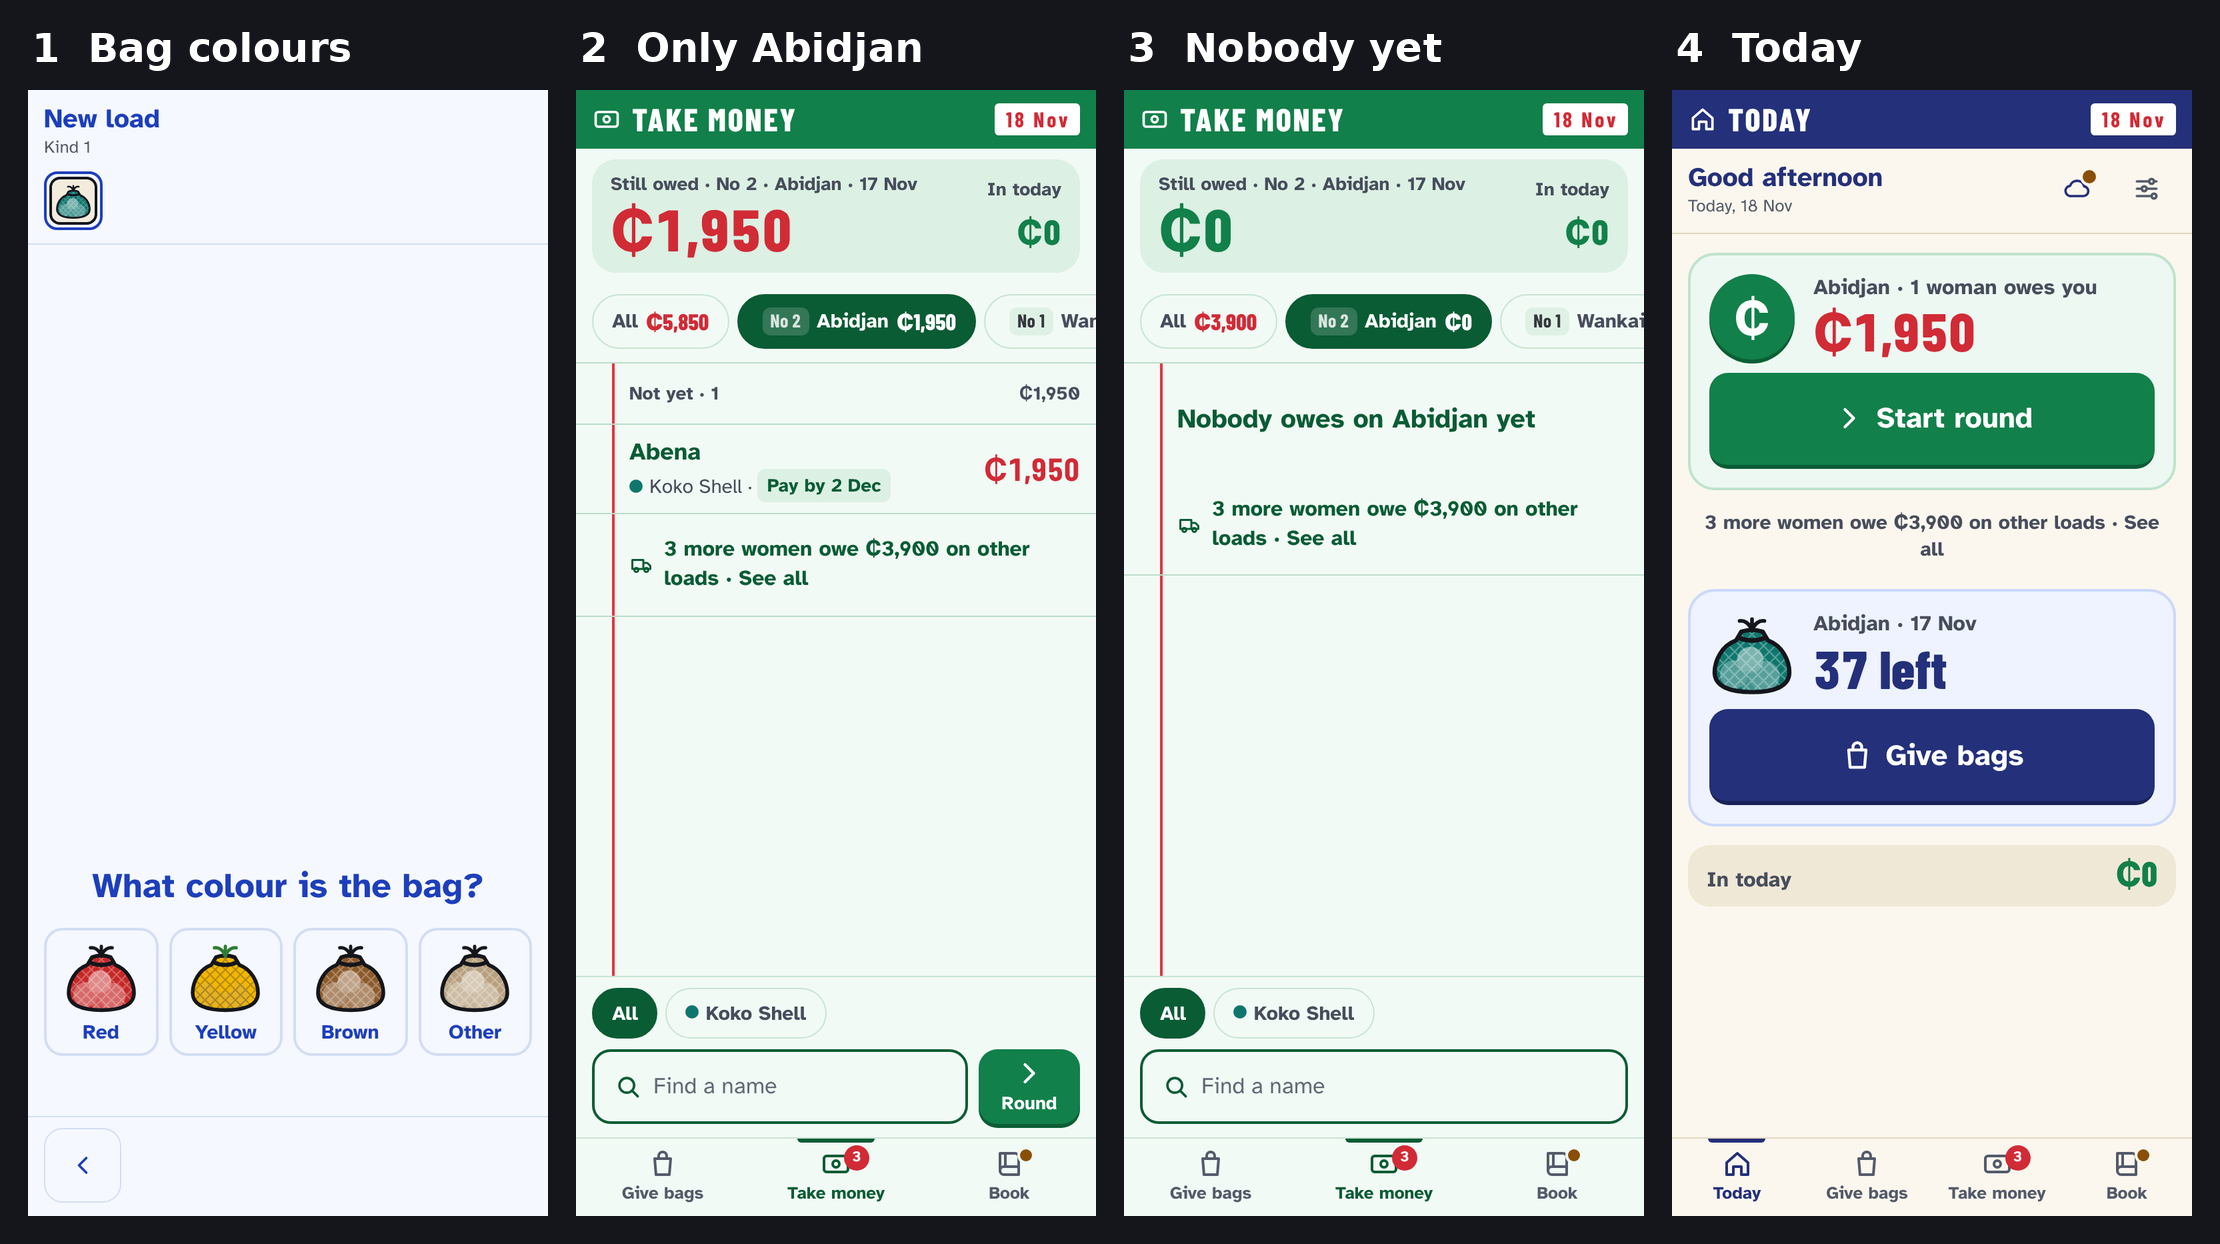 1 Bag colours
New load
Kind 1
What colour is the bag?
Red
Yellow
Brown
Other
2 Only Abidjan
TAKE MONEY
18 Nov
Still owed · No 2 · Abidjan · 17 Nov
In today
₵1,950
₵0
All ₵5,850
No 2 Abidjan ₵1,950
No 1
Not yet · 1
₵1,950
Abena
Koko Shell · Pay by 2 Dec
₵1,950
3 more women owe ₵3,900 on other
loads · See all
All
Koko Shell
Find a name
Round
Give bags
3
Take money
Book
3 Nobody yet
TAKE MONEY
18 Nov
Still owed · No 2 · Abidjan · 17 Nov
In today
₵0
₵0
All ₵3,900
No 2 Abidjan ₵0
No 1
Nobody owes on Abidjan yet
3 more women owe ₵3,900 on other
loads · See all
All
Koko Shell
Find a name
Give bags
3
Take money
Book
4 Today
TODAY
18 Nov
Good afternoon
Today, 18 Nov
Abidjan · 1 woman owes you
₵1,950
Start round
3 more women owe ₵3,900 on other loads · See
all
Abidjan · 17 Nov
37 left
Give bags
In today
₵0
Today
Give bags
3
Take money
Book